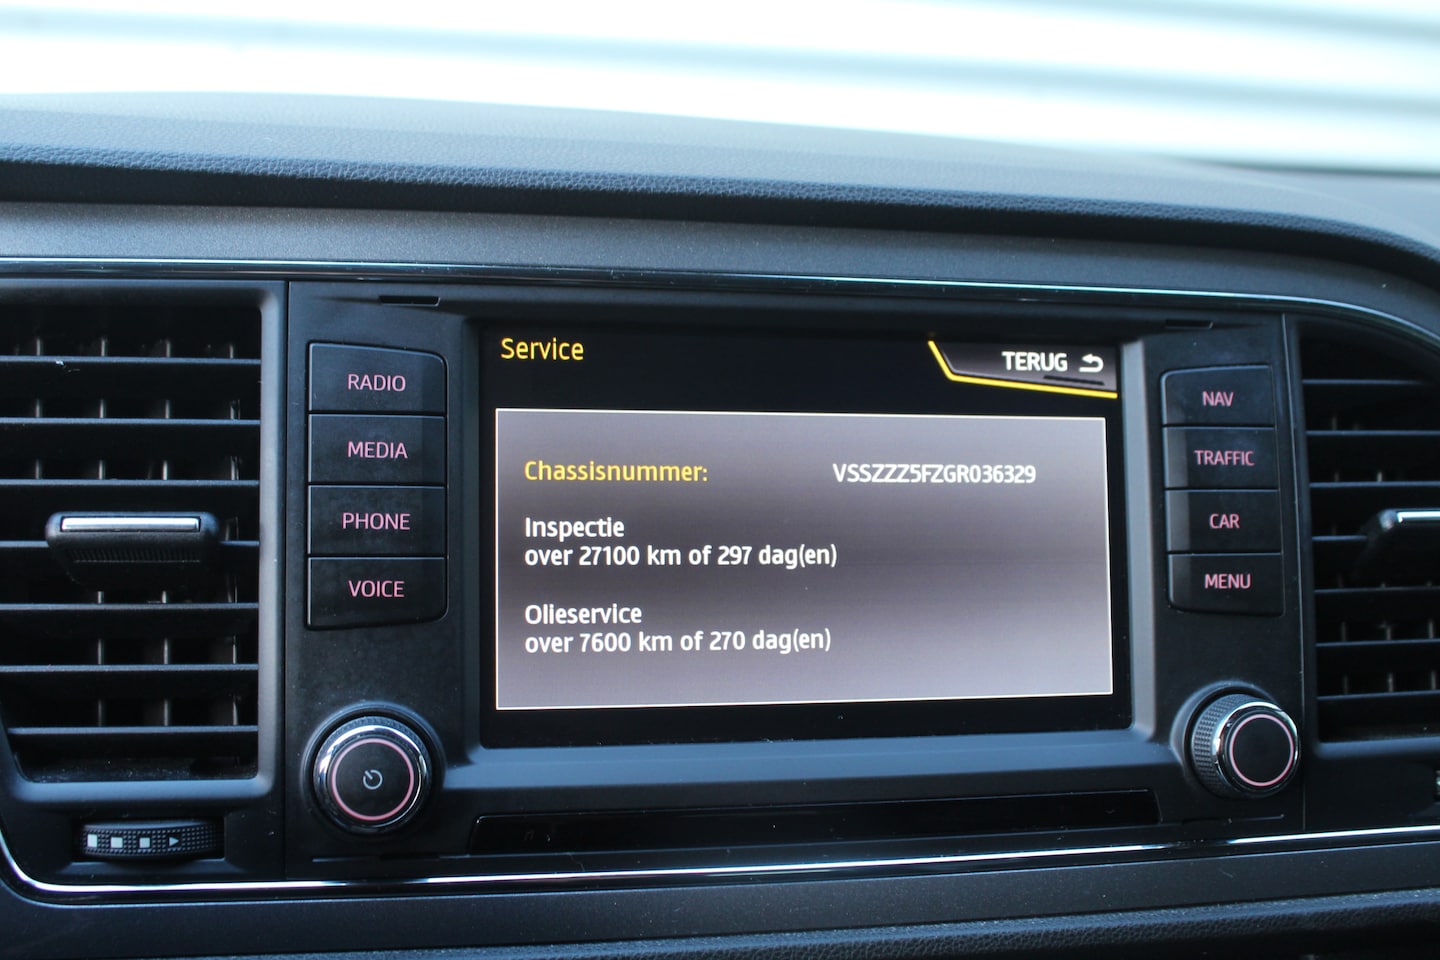 Service
TERUG
RADIO
MEDIA
PHONE
VOICE
Chassisnummer: VSSZZZ5FZGR036329
Inspectie
over 27100 km of 297 dag(en)
Olieservice
over 7600 km of 270 dag(en)
NAV
TRAFFIC
CAR
MENU